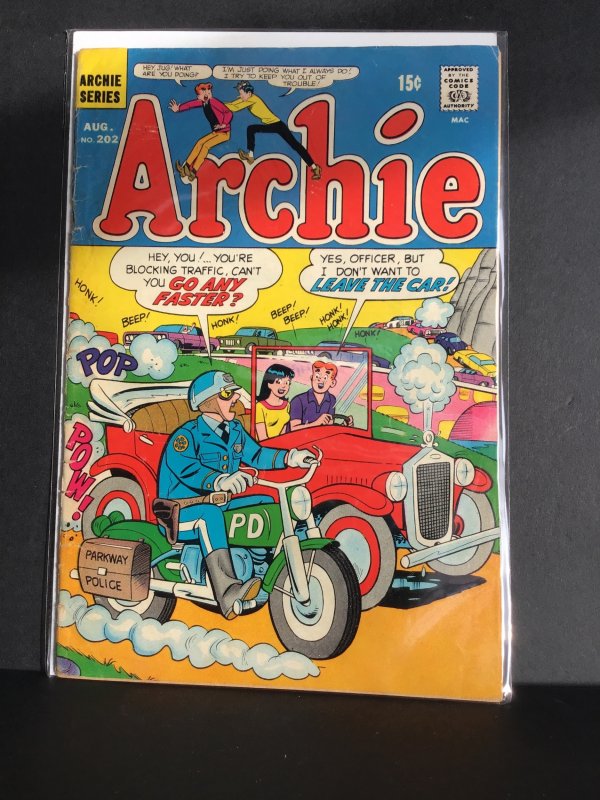 HEY, JUG! WHAT
ARE YOU DOING?
I'M JUST DOING WHAT I ALWAYS DO!
I TRY TO KEEP YOU OUT OF
TROUBLE!
ARCHIE
SERIES
AUG.
NO. 202
15¢
APPROVED
BY THE
COMICS
CODE
AUTHORITY
MAC
Archie
HEY, YOU!... YOU'RE
BLOCKING TRAFFIC, CAN'T
YOU GO ANY
FASTER?
YES, OFFICER, BUT
I DON'T WANT TO
LEAVE THE CAR!
HONK!
BEEP!
HONK!
BEEP!
BEEP!
HONK!
HONK!
HONK!
POP
POW!
PD
PARKWAY
POLICE